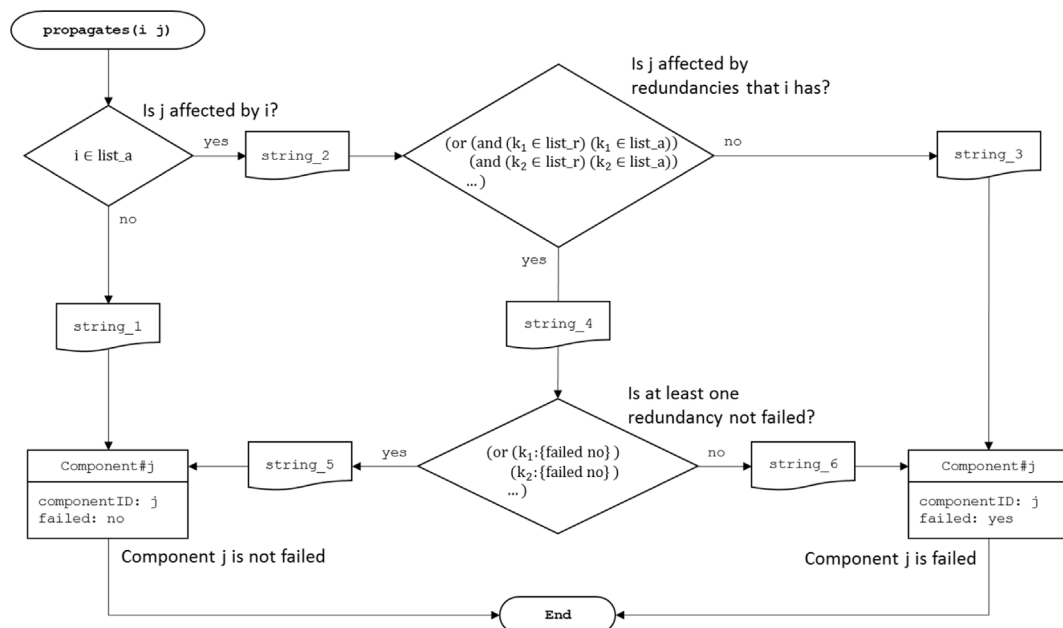 propagates(i j)
Is j affected by i?
i ∈ list_a
yes
string_2
Is j affected by
redundancies that i has?
(or (and (k₁ ∈ list_r) (k₁ ∈ list_a))
(and (k₂ ∈ list_r) (k₂ ∈ list_a))
...)
no
string_3
no
yes
string_1
string_4
Is at least one
redundancy not failed?
(or (k₁:{failed no})
(k₂:{failed no})
...)
yes
string_5
no
string_6
Component#j
componentID: j
failed: no
Component j is not failed
Component#j
componentID: j
failed: yes
Component j is failed
End